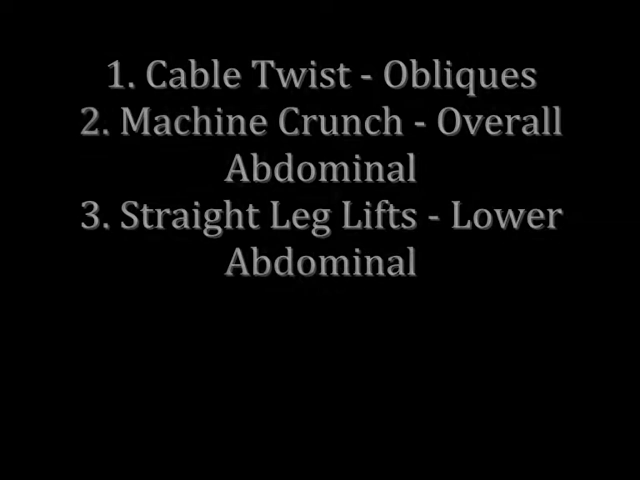 1. Cable Twist - Obliques
2. Machine Crunch - Overall
Abdominal
3. Straight Leg Lifts - Lower
Abdominal